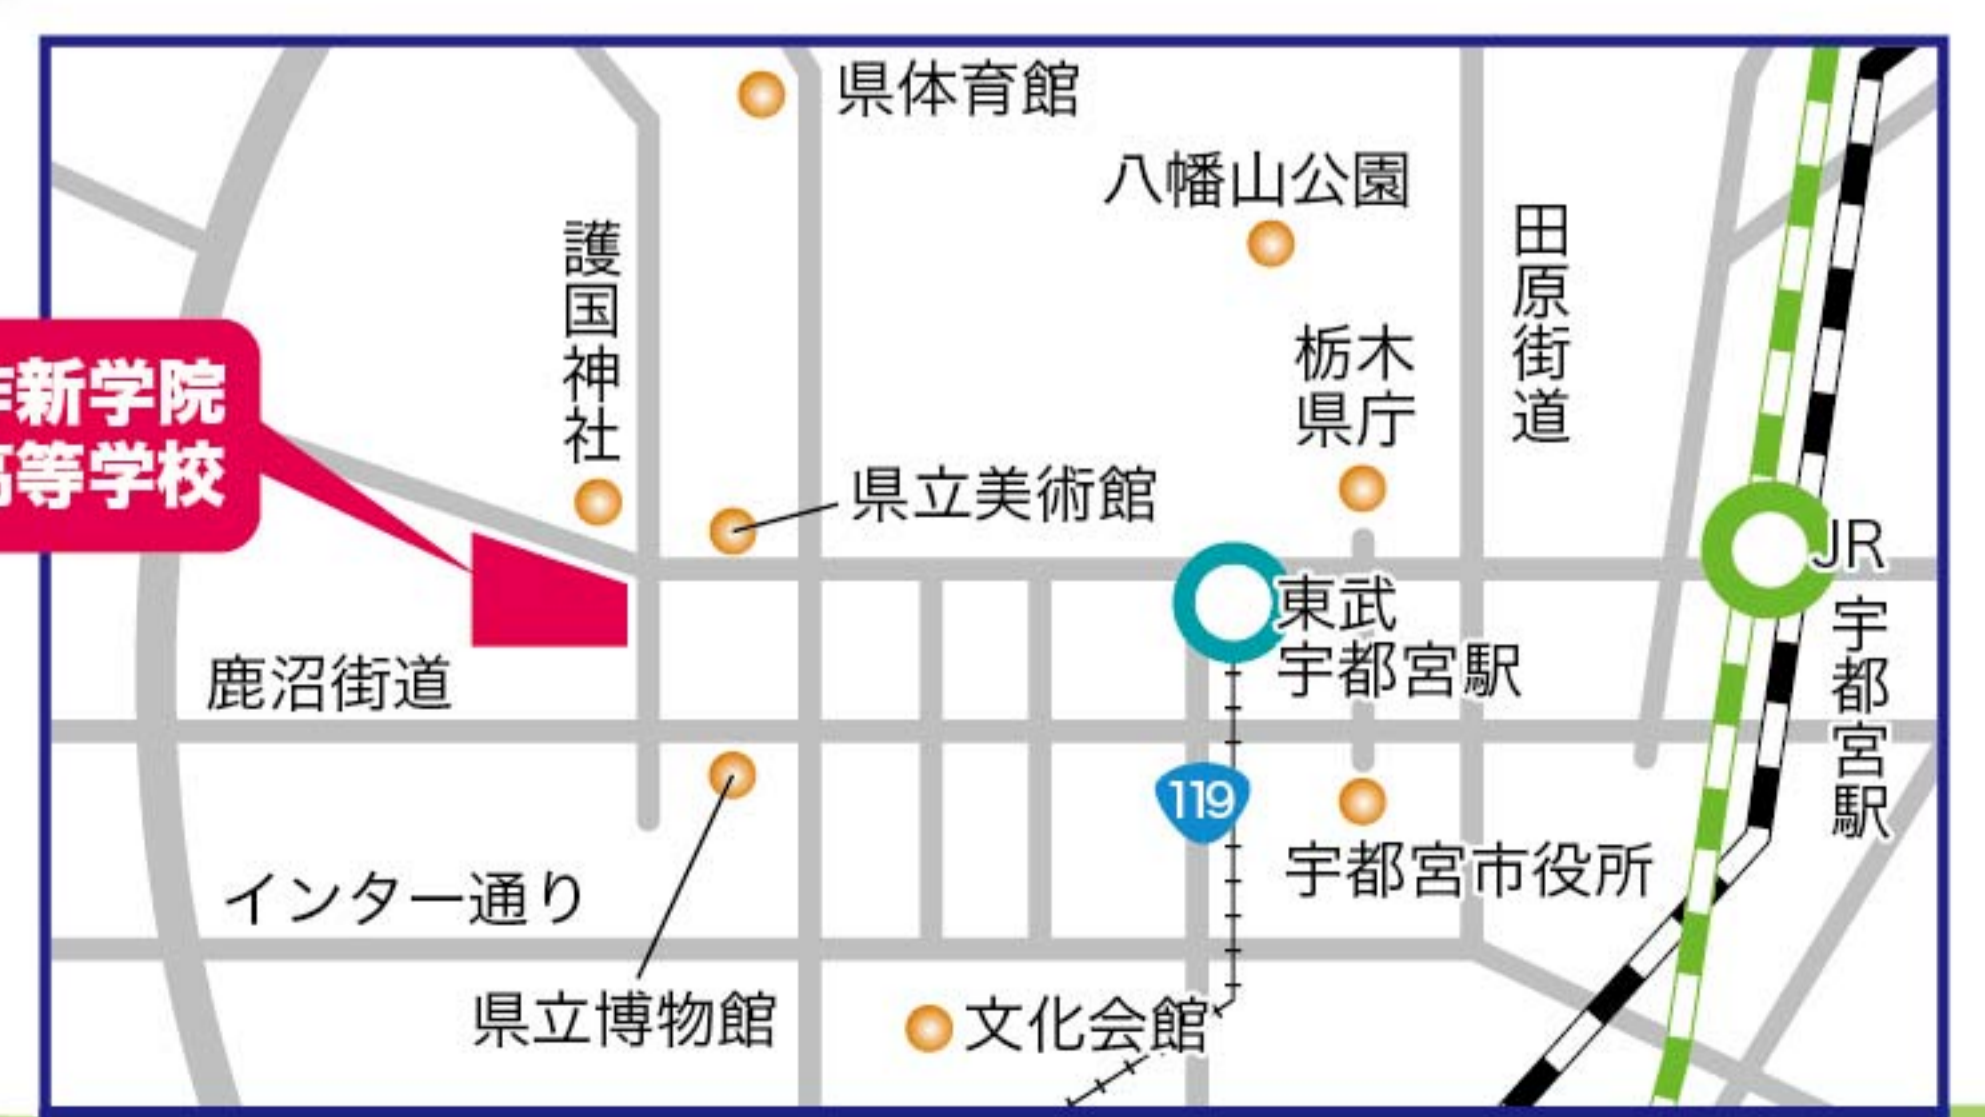 県体育館
八幡山公園
護国神社
田原街道
栃木
県庁
新学院
等学校
県立美術館
JR
宇都宮駅
東武
宇都宮駅
鹿沼街道
119
宇都宮市役所
インター通り
県立博物館
文化会館